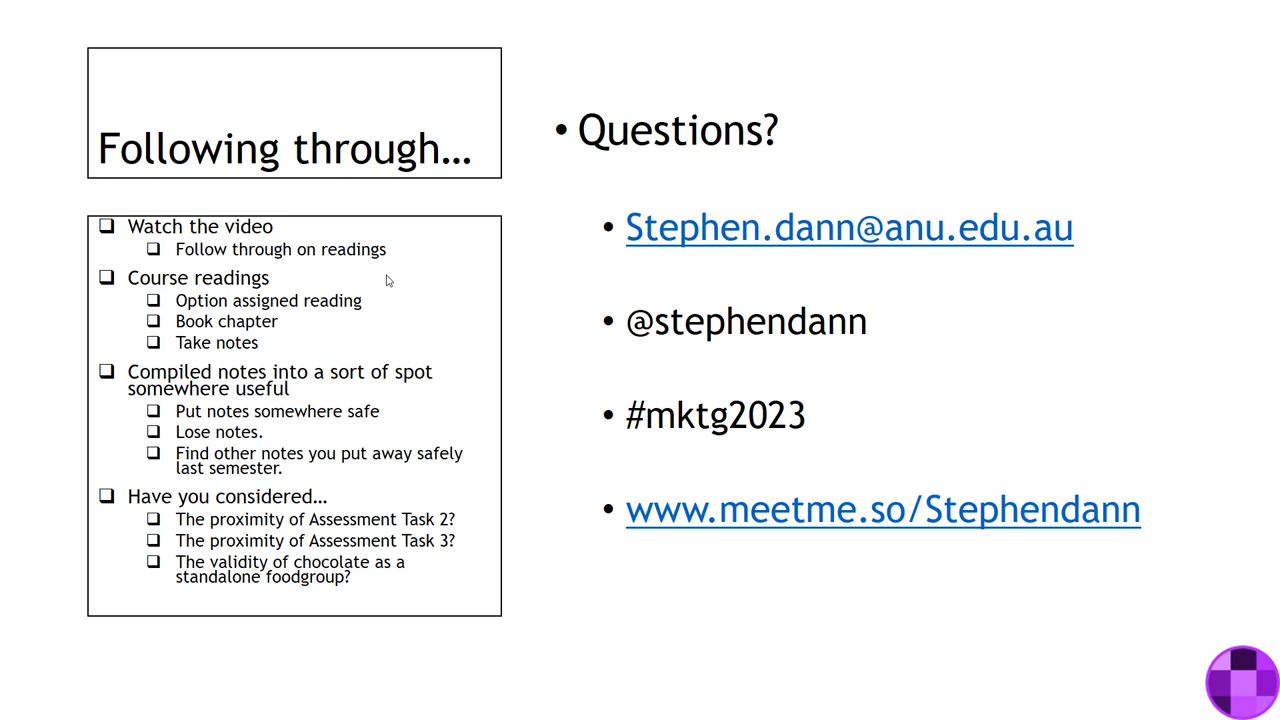 Following through…
❑ Watch the video
❑ Follow through on readings
❑ Course readings
❑ Option assigned reading
❑ Book chapter
❑ Take notes
❑ Compiled notes into a sort of spot
somewhere useful
❑ Put notes somewhere safe
❑ Lose notes.
❑ Find other notes you put away safely
last semester.
❑ Have you considered…
❑ The proximity of Assessment Task 2?
❑ The proximity of Assessment Task 3?
❑ The validity of chocolate as a
standalone foodgroup?
• Questions?
• Stephen.dann@anu.edu.au
• @stephendann
• #mktg2023
• www.meetme.so/Stephendann